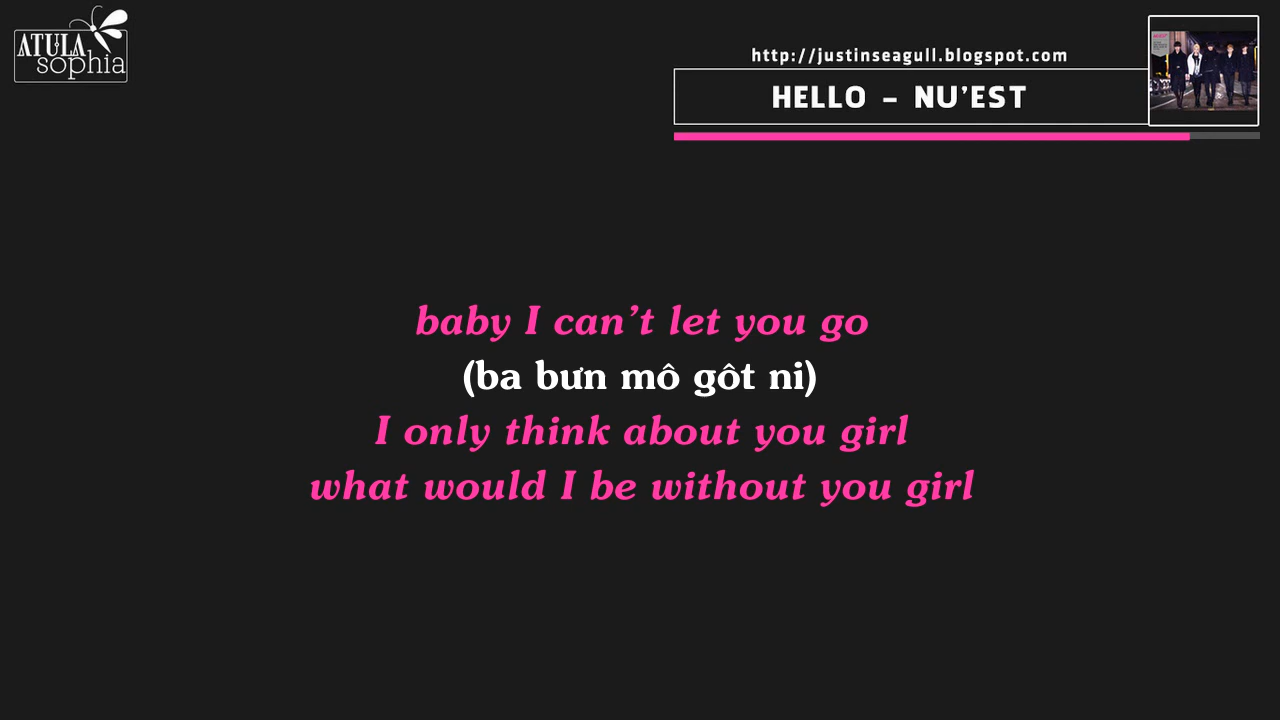 ATULA
sophia
http://justinseagull.blogspot.com
HELLO - NU'EST
baby I can't let you go
(ba bưn mô gôt ni)
I only think about you girl
what would I be without you girl